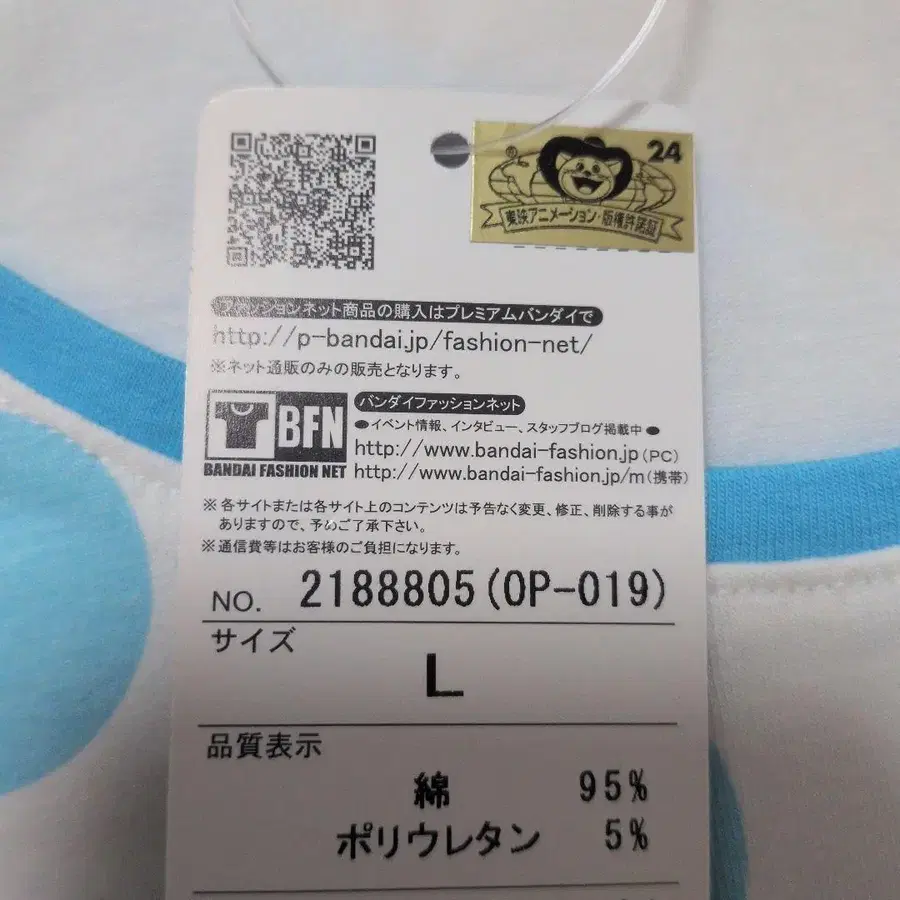 24
東映アニメーション・版権許諾証
ファッションネット商品の購入はプレミアムバンダイで
http://p-bandai.jp/fashion-net/
※ネット通販のみの販売となります。
BFN
BANDAI FASHION NET
バンダイファッションネット
●イベント情報、インタビュー、スタッフブログ掲載中●
http://www.bandai-fashion.jp(PC)
http://www.bandai-fashion.jp/m(携帯)
※各サイトまたは各サイト上のコンテンツは予告なく変更、修正、削除する事が
ありますので、予めご了承下さい。
※通信費等はお客様のご負担になります。
NO. 2188805(OP-019)
サイズ
L
品質表示
綿 95%
ポリウレタン 5%